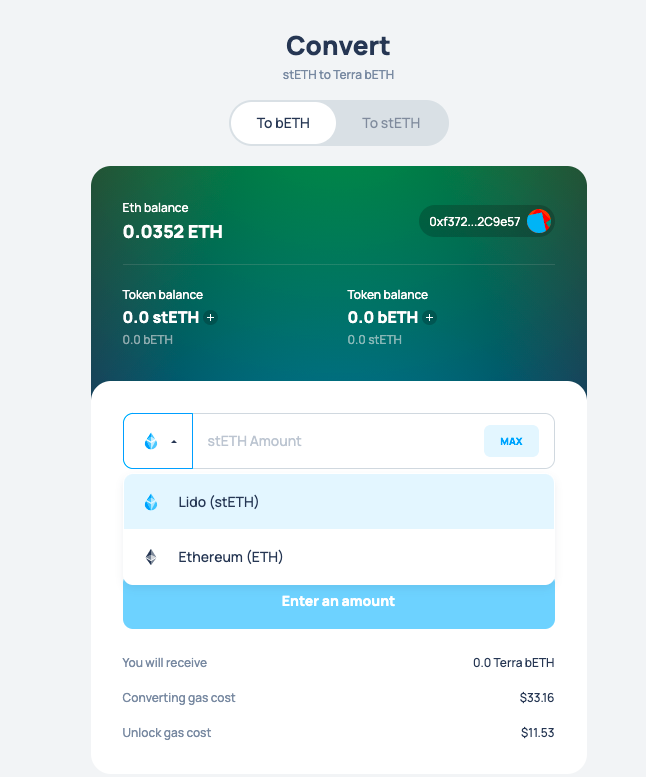 Convert
stETH to Terra bETH
To bETH To stETH
Eth balance
0.0352 ETH
0xf372...2C9e57
Token balance
0.0 stETH +
0.0 bETH
Token balance
0.0 bETH +
0.0 stETH
stETH Amount MAX
Lido (stETH)
Ethereum (ETH)
Enter an amount
You will receive 0.0 Terra bETH
Converting gas cost $33.16
Unlock gas cost $11.53